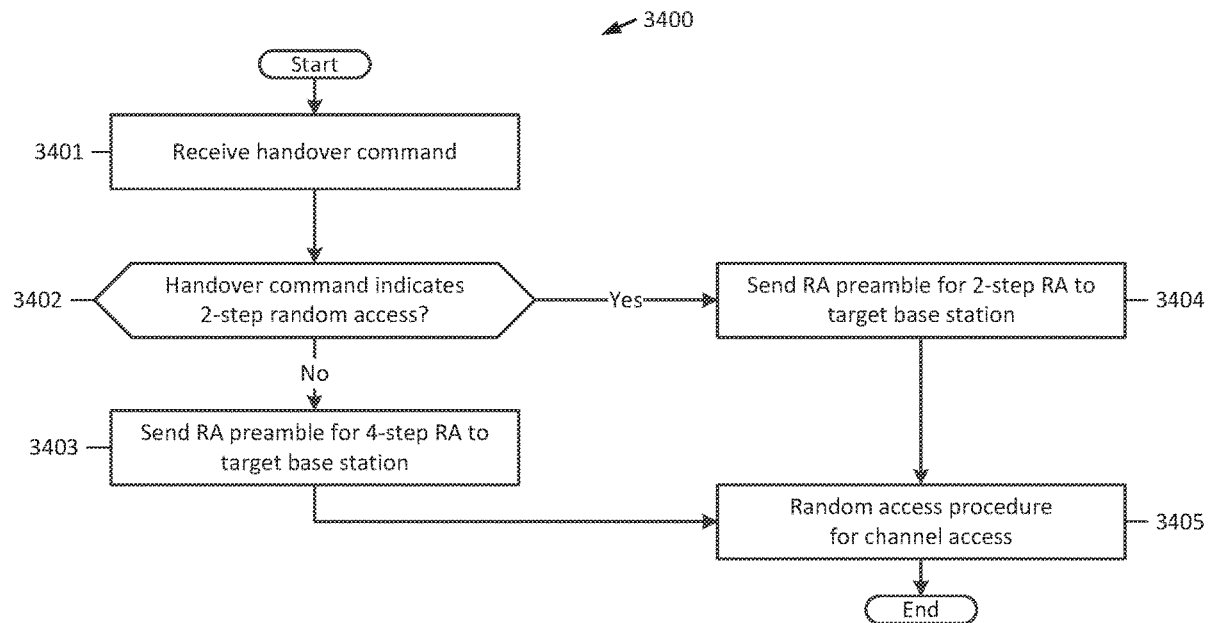 3400
Start
3401
Receive handover command
3402
Handover command indicates
2-step random access?
Yes
Send RA preamble for 2-step RA to
target base station
3404
No
3403
Send RA preamble for 4-step RA to
target base station
Random access procedure
for channel access
3405
End